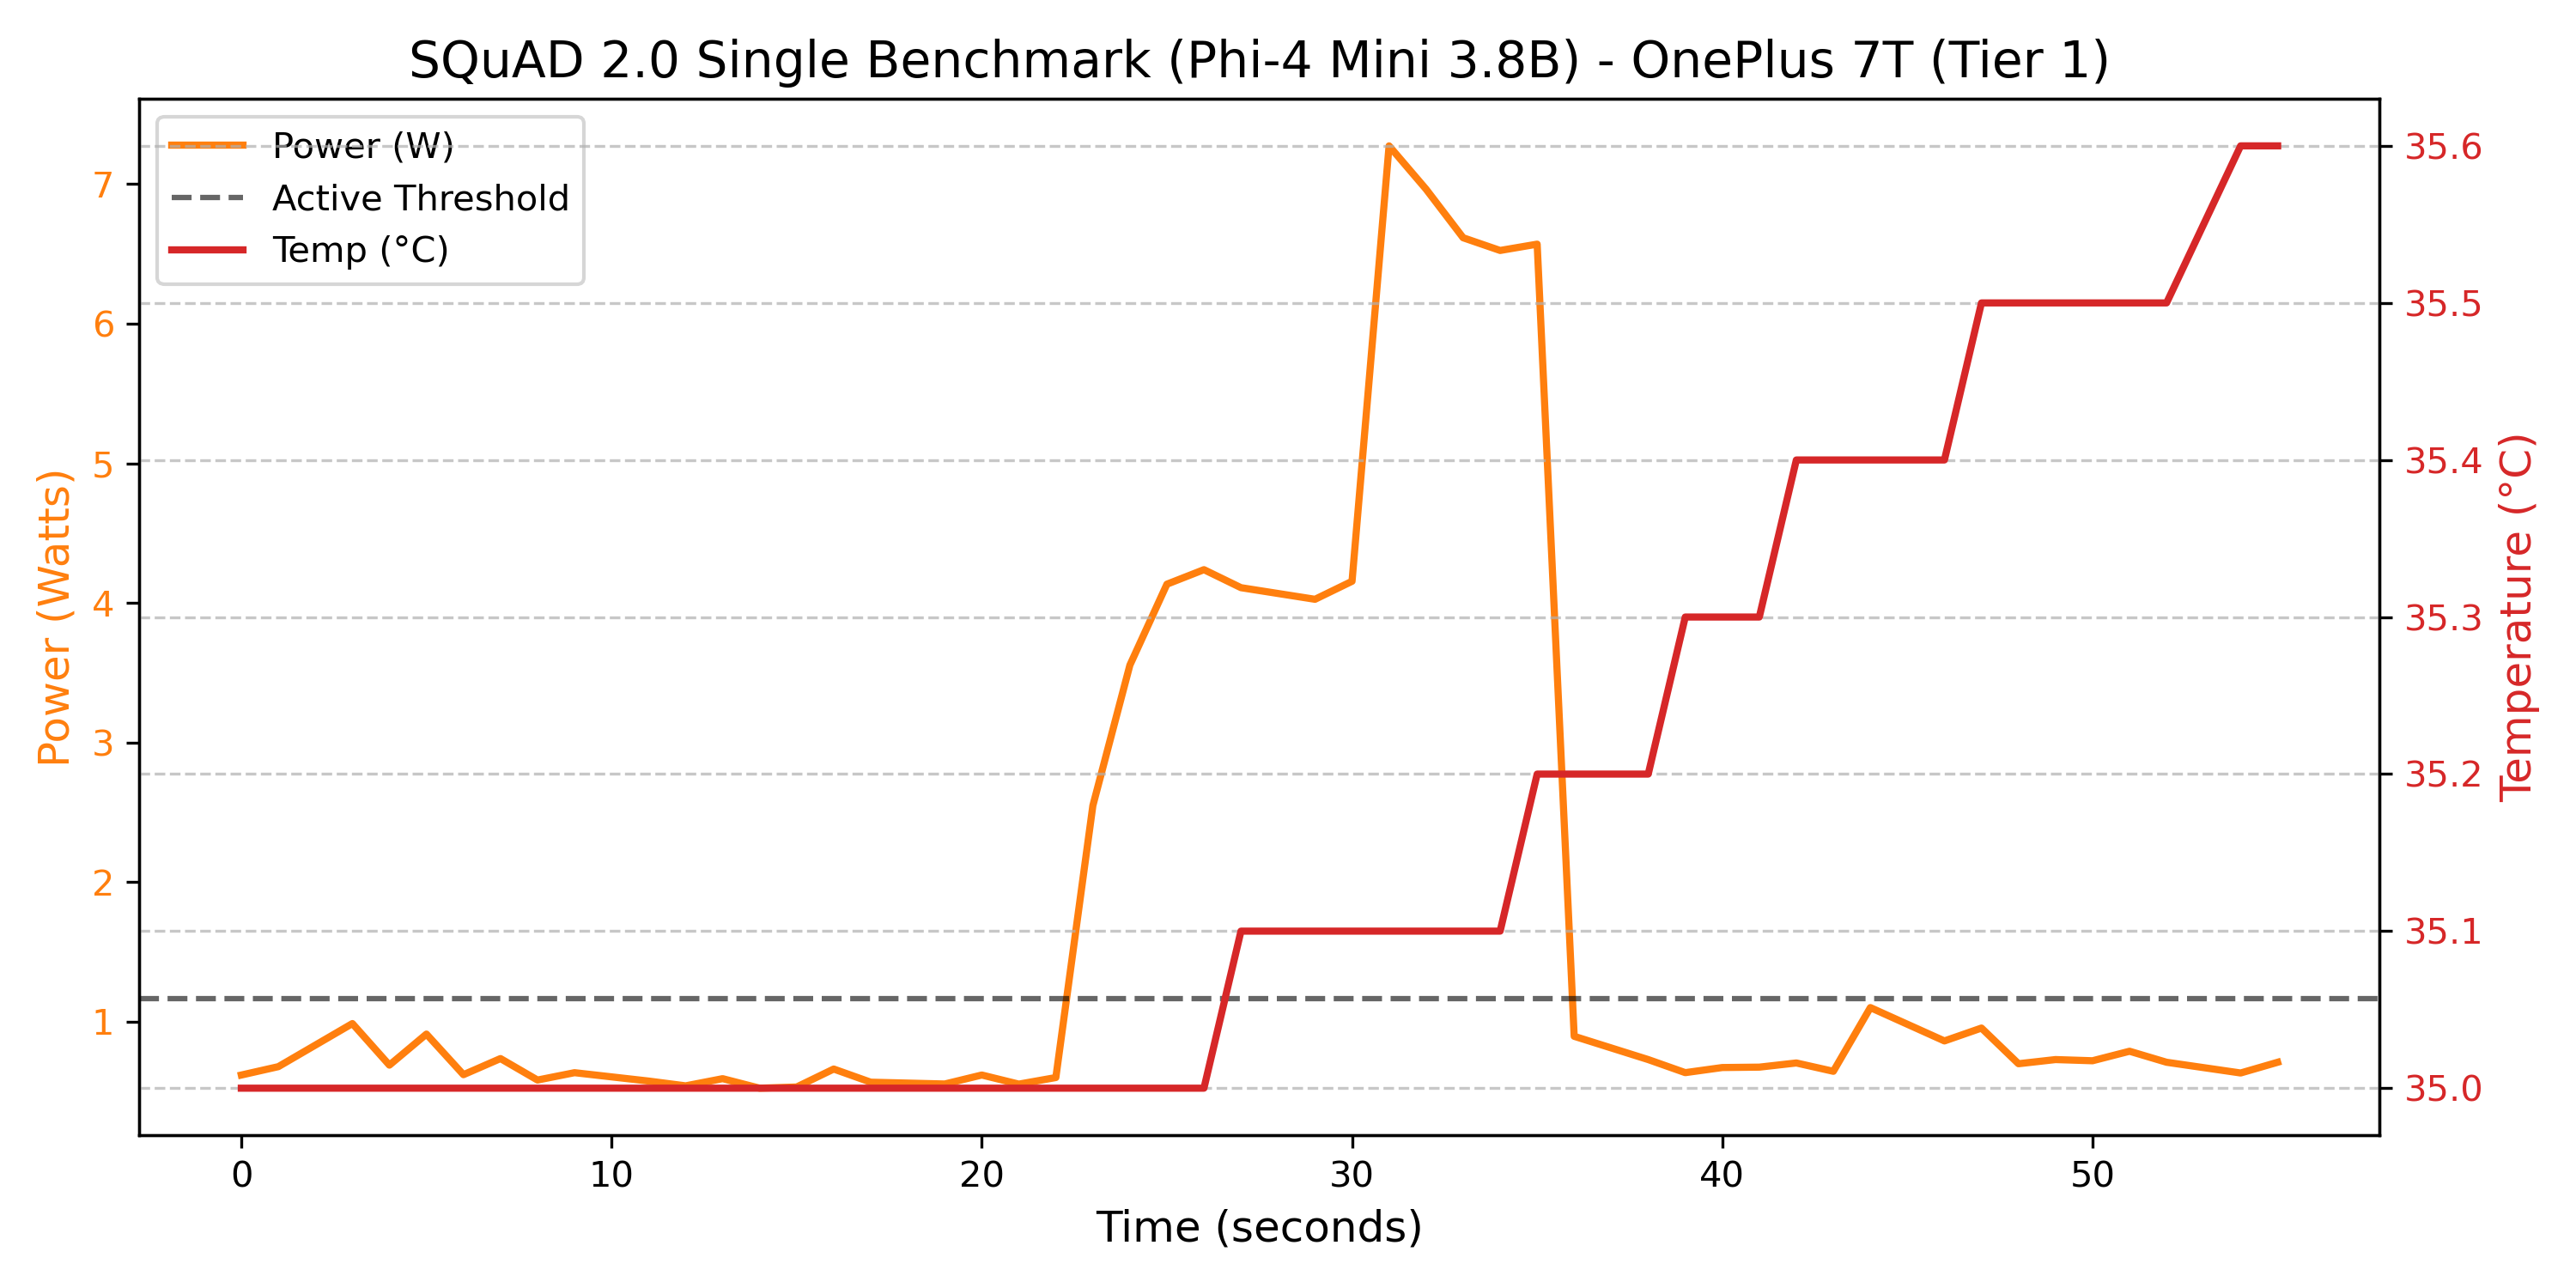 SQuAD 2.0 Single Benchmark (Phi-4 Mini 3.8B) - OnePlus 7T (Tier 1)
Power (W)
Active Threshold
Temp (°C)
Power (Watts)
7
6
5
4
3
2
1
35.6
35.5
35.4
35.3
35.2
35.1
35.0
Temperature (°C)
0 10 20 30 40 50
Time (seconds)